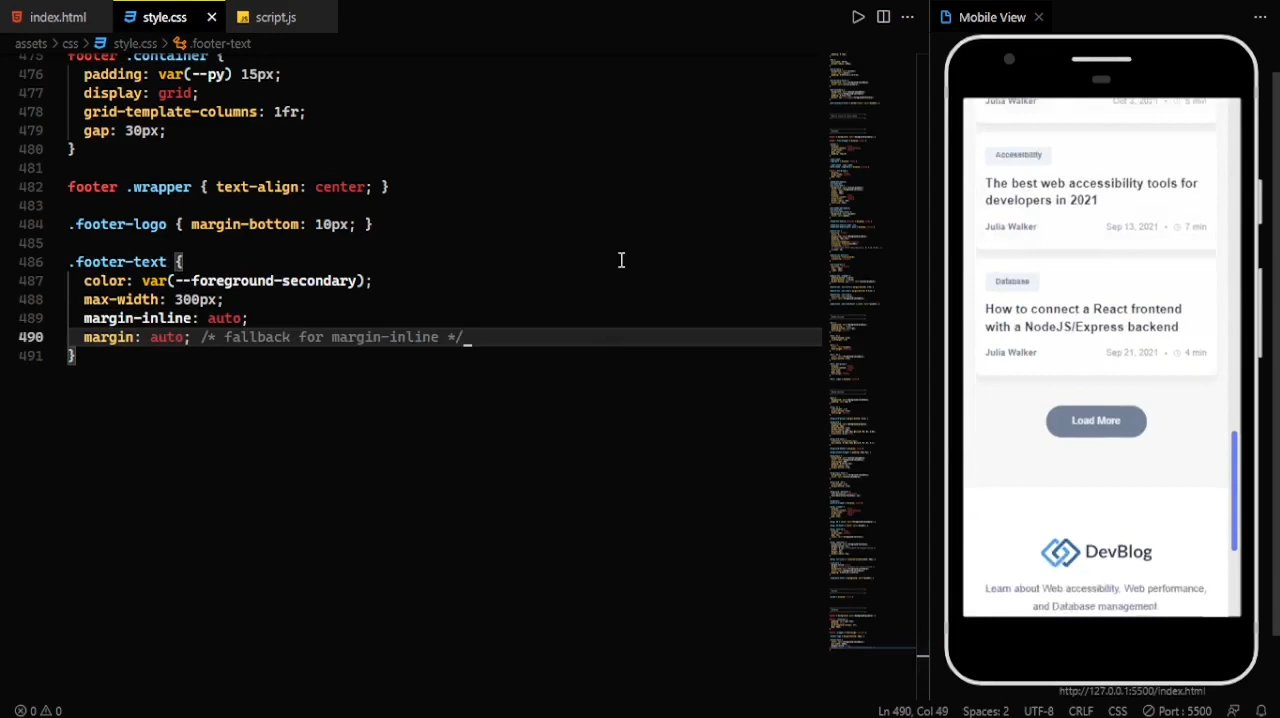 index.html
style.css
script.js
Mobile View
assets > css > style.css > .footer-text
475 footer .container {
476 padding: var(--py) 15px;
477 display: grid;
478 grid-template-columns: 1fr;
479 gap: 30px;
480 }
481
482 footer .wrapper { text-align: center; }
483
484 .footer-logo { margin-bottom: 10px; }
485
486 .footer-text {
487 color: var(--foreground-secondary);
488 max-width: 300px;
489 margin-inline: auto;
490 margin: auto; /* fallback for margin-inline */
491 }
Julia Walker Oct 2, 2021 • 8 min
Accessibility
The best web accessibility tools for
developers in 2021
Julia Walker Sep 13, 2021 • 7 min
Database
How to connect a React frontend
with a NodeJS/Express backend
Julia Walker Sep 21, 2021 • 4 min
Load More
DevBlog
Learn about Web accessibility, Web performance,
and Database management.
http://127.0.0.1:5500/index.html
0 0
Ln 490, Col 49 Spaces: 2 UTF-8 CRLF CSS Port : 5500